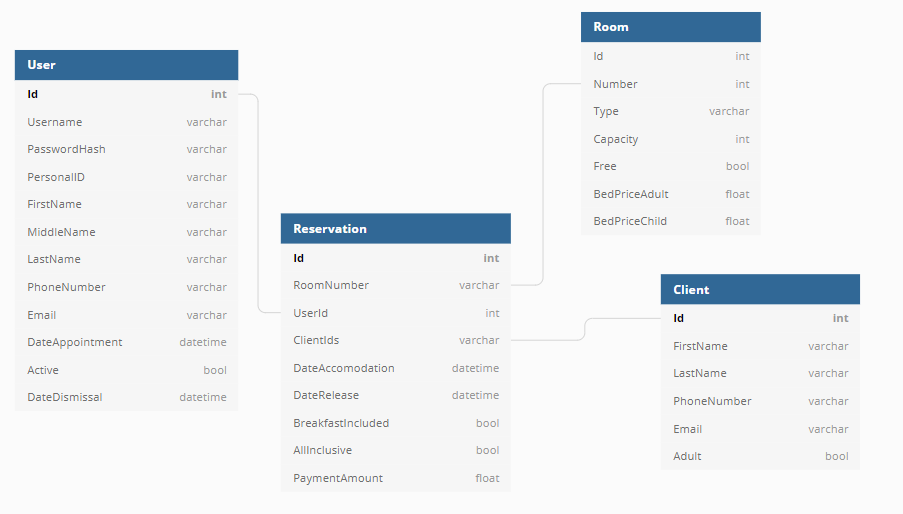 User
Id int
Username varchar
PasswordHash varchar
PersonalID varchar
FirstName varchar
MiddleName varchar
LastName varchar
PhoneNumber varchar
Email varchar
DateAppointment datetime
Active bool
DateDismissal datetime
Reservation
Id int
RoomNumber varchar
UserId int
ClientIds varchar
DateAccomodation datetime
DateRelease datetime
BreakfastIncluded bool
AllInclusive bool
PaymentAmount float
Room
Id int
Number int
Type varchar
Capacity int
Free bool
BedPriceAdult float
BedPriceChild float
Client
Id int
FirstName varchar
LastName varchar
PhoneNumber varchar
Email varchar
Adult bool